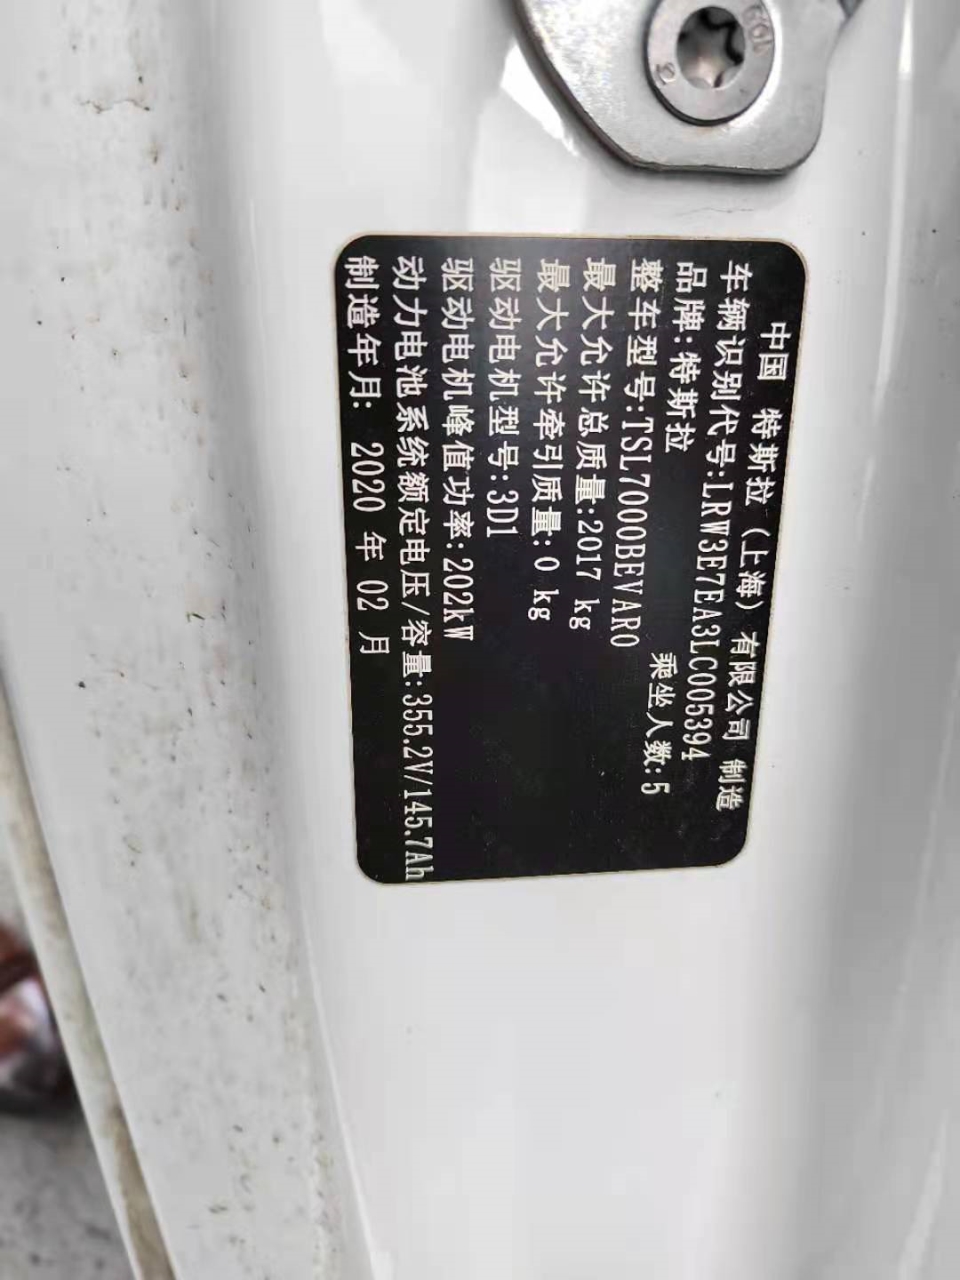 中国 特斯拉(上海)有限公司 制造
车辆识别代号:LRW3E7EA3LC005394
品牌:特斯拉
乘坐人数:5
整车型号:TSL7000BEVAR0
最大允许总质量:2017 kg
最大允许牵引质量:0 kg
驱动电机型号:3D1
驱动电机峰值功率:202kW
动力电池系统额定电压/容量:355.2V/145.7Ah
制造年月: 2020 年 02 月